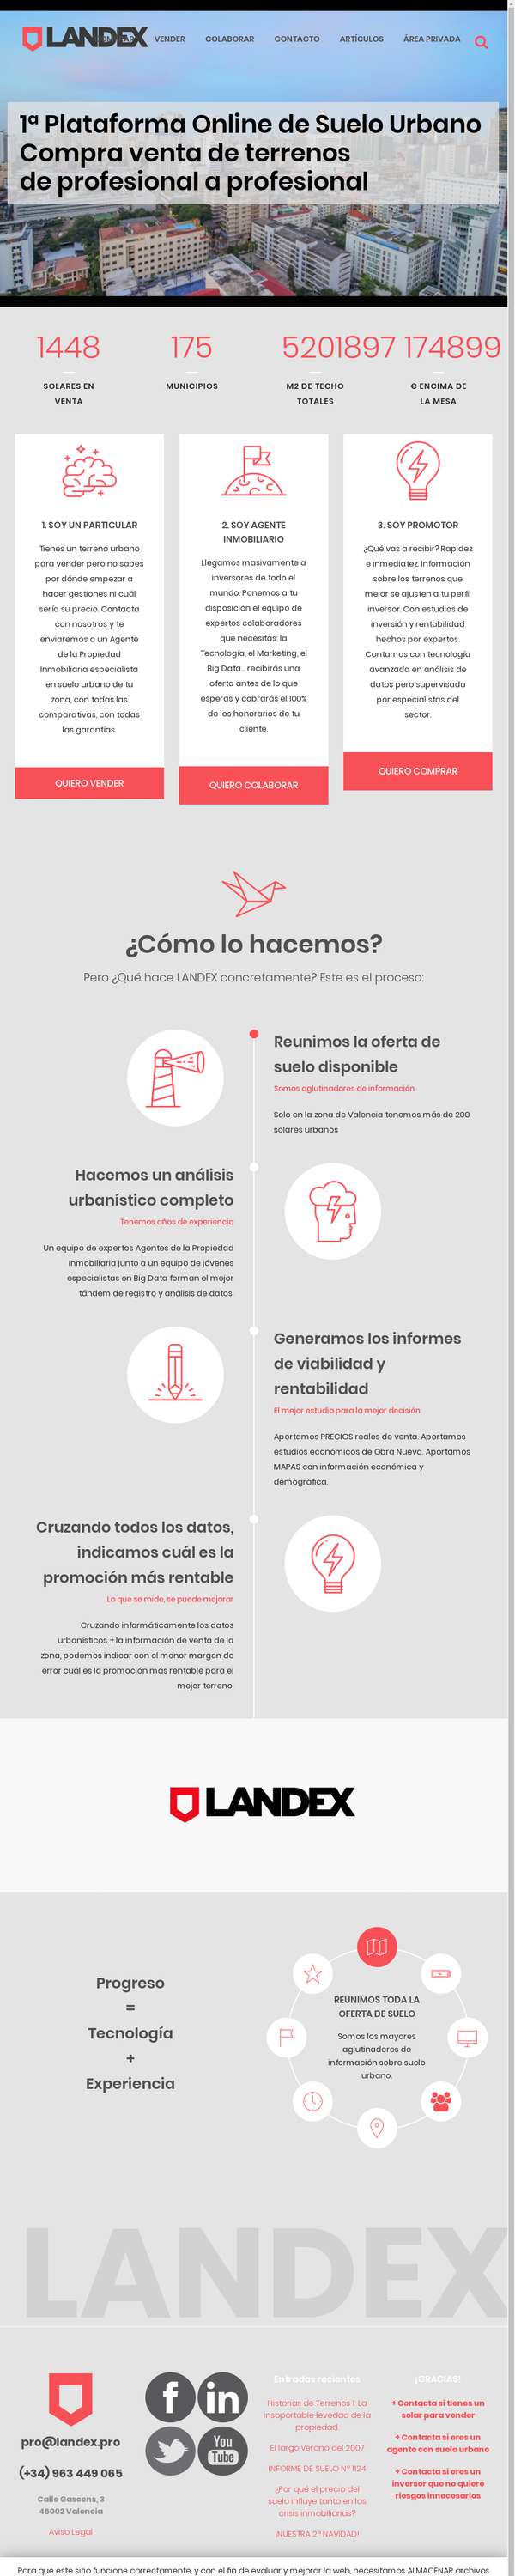 LANDEX
VENDER
COLABORAR
CONTACTO
ARTÍCULOS
ÁREA PRIVADA
1ª Plataforma Online de Suelo Urbano
Compra venta de terrenos
de profesional a profesional
1448
SOLARES EN
VENTA
175
MUNICIPIOS
5201897
M2 DE TECHO
TOTALES
174899
€ ENCIMA DE
LA MESA
1. SOY UN PARTICULAR
Tienes un terreno urbano
para vender pero no sabes
por dónde empezar a
hacer gestiones ni cuál
sería su precio. Contacta
con nosotros y te
enviaremos a un Agente
de la Propiedad
Inmobiliaria especialista
en suelo urbano de tu
zona, con todas las
comparativas, con todas
las garantías.
QUIERO VENDER
2. SOY AGENTE
INMOBILIARIO
Llegamos masivamente a
inversores de todo el
mundo. Ponemos a tu
disposición el equipo de
expertos colaboradores
que necesitas: la
Tecnología, el Marketing, el
Big Data... recibirás una
oferta antes de lo que
esperas y cobrarás el 100%
de los honorarios de tu
cliente.
QUIERO COLABORAR
3. SOY PROMOTOR
¿Qué vas a recibir? Rapidez
e inmediatez. Información
sobre los terrenos que
mejor se ajusten a tu perfil
inversor. Con estudios de
inversión y rentabilidad
hechos por expertos.
Contamos con tecnología
avanzada en análisis de
datos pero supervisada
por especialistas del
sector.
QUIERO COMPRAR
¿Cómo lo hacemos?
Pero ¿Qué hace LANDEX concretamente? Este es el proceso:
Reunimos la oferta de
suelo disponible
Somos aglutinadores de información
Solo en la zona de Valencia tenemos más de 200
solares urbanos
Hacemos un análisis
urbanístico completo
Tenemos años de experiencia
Un equipo de expertos Agentes de la Propiedad
Inmobiliaria junto a un equipo de jóvenes
especialistas en Big Data forman el mejor
tándem de registro y análisis de datos.
Generamos los informes
de viabilidad y
rentabilidad
El mejor estudio para la mejor decisión
Aportamos PRECIOS reales de venta. Aportamos
estudios económicos de Obra Nueva. Aportamos
MAPAS con información económica y
demográfica.
Cruzando todos los datos,
indicamos cuál es la
promoción más rentable
Lo que se mide, se puede mejorar
Cruzando informáticamente los datos
urbanísticos + la información de venta de la
zona, podemos indicar con el menor margen de
error cuál es la promoción más rentable para el
mejor terreno.
LANDEX
Progreso
=
Tecnología
+
Experiencia
REUNIMOS TODA LA
OFERTA DE SUELO
Somos los mayores
aglutinadores de
información sobre suelo
urbano.
LANDEX
pro@landex.pro
(+34) 963 449 065
Calle Gascons, 3
46002 Valencia
Aviso Legal
f
in
You
Tube
Entradas recientes
Historias de Terrenos 1: La
insoportable levedad de la
propiedad.
El largo verano del 2007
INFORME DE SUELO Nº 1124
¿Por qué el precio del
suelo influye tanto en las
crisis inmobiliarias?
¡NUESTRA 2ª NAVIDAD!
¡GRACIAS!
+ Contacta si tienes un
solar para vender
+ Contacta si eres un
agente con suelo urbano
+ Contacta si eres un
inversor que no quiere
riesgos innecesarios
Para que este sitio funcione correctamente, y con el fin de evaluar y mejorar la web, necesitamos ALMACENAR archivos